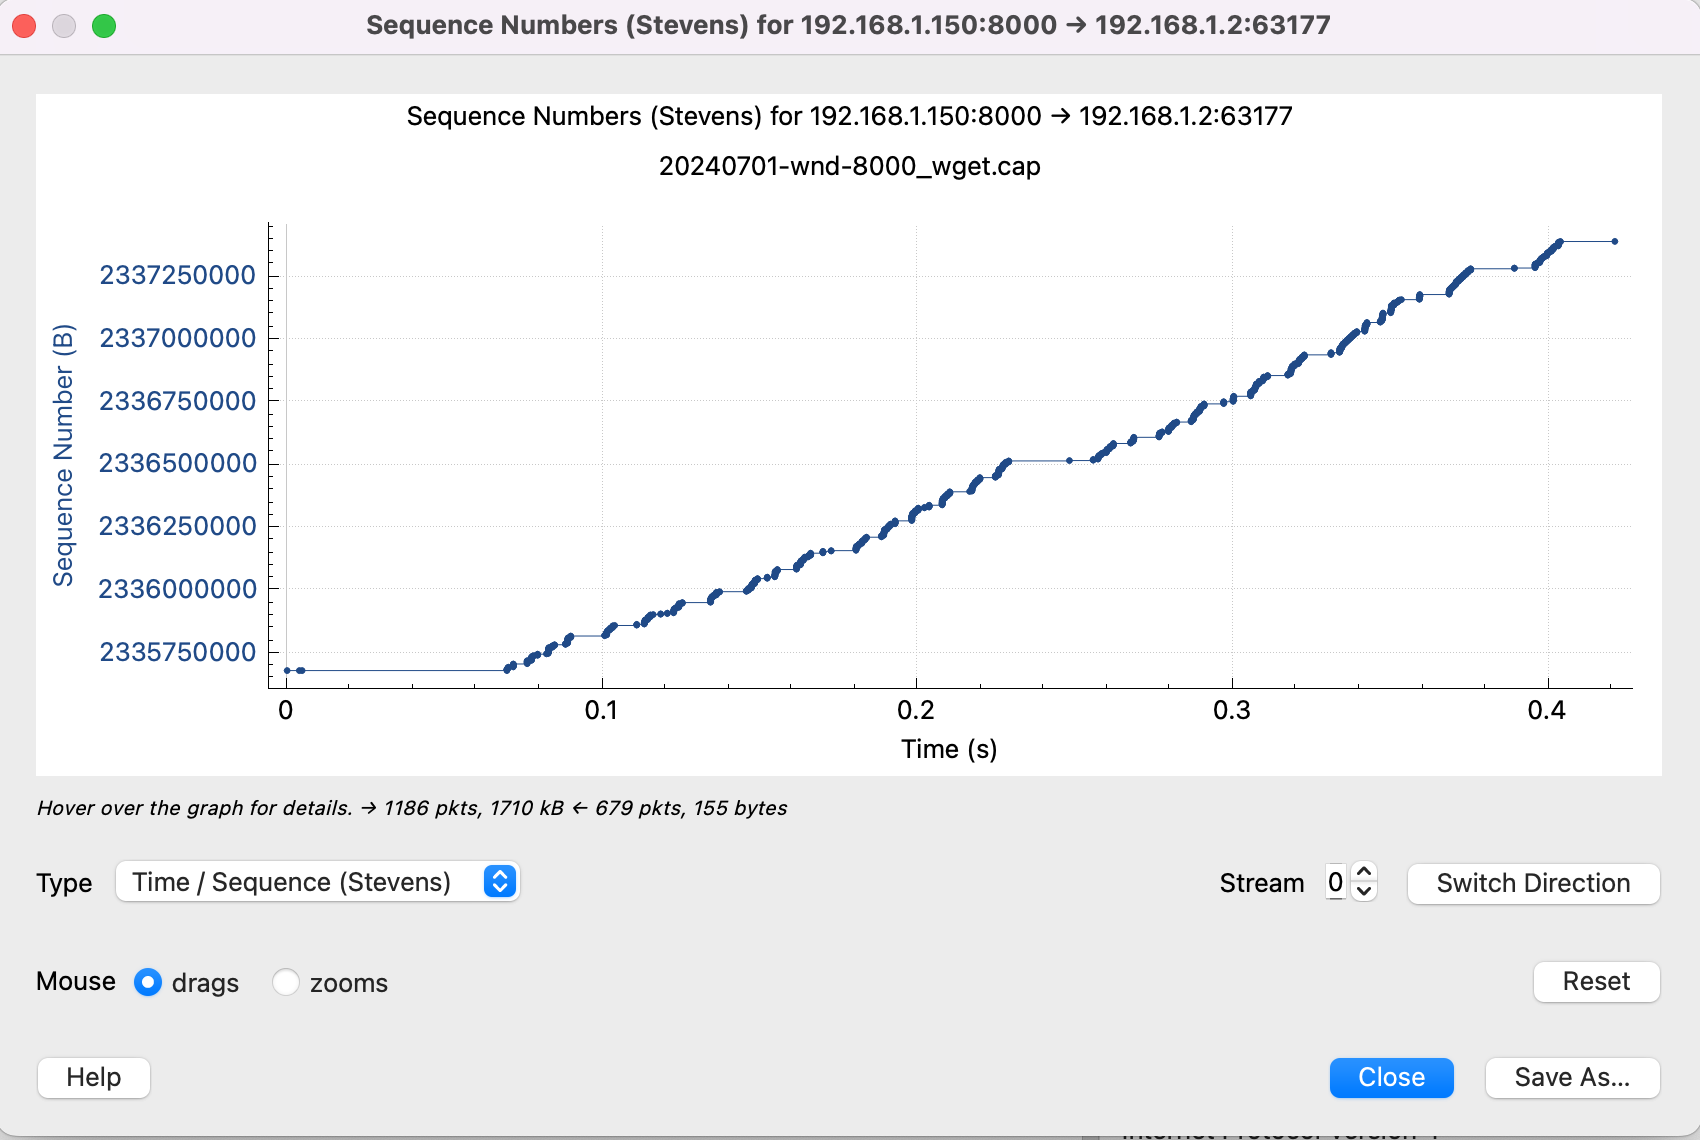 Sequence Numbers (Stevens) for 192.168.1.150:8000 → 192.168.1.2:63177
Sequence Numbers (Stevens) for 192.168.1.150:8000 → 192.168.1.2:63177
20240701-wnd-8000_wget.cap
Sequence Number (B)
2337250000
2337000000
2336750000
2336500000
2336250000
2336000000
2335750000
0 0.1 0.2 0.3 0.4
Time (s)
Hover over the graph for details. → 1186 pkts, 1710 kB ← 679 pkts, 155 bytes
Type Time / Sequence (Stevens) Stream 0 Switch Direction
Mouse drags zooms Reset
Help Close Save As...